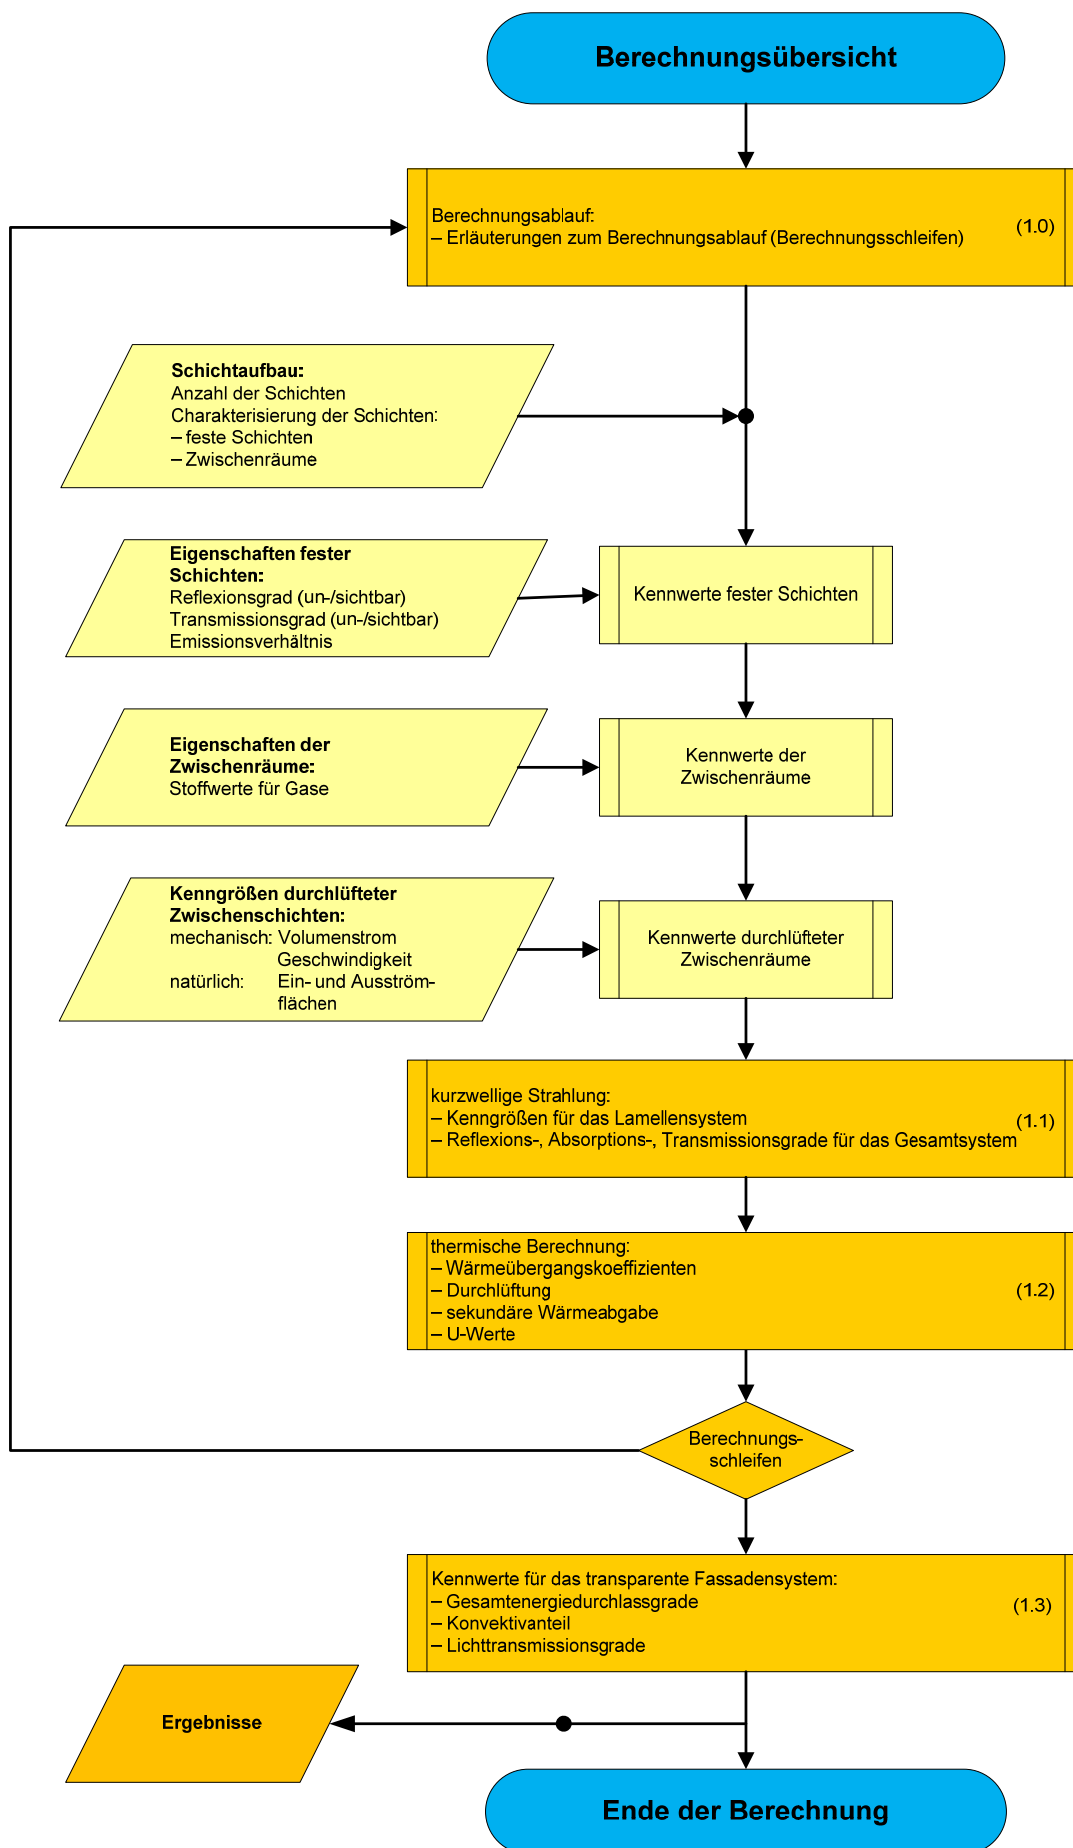 Berechnungsübersicht
Berechnungsablauf:
– Erläuterungen zum Berechnungsablauf (Berechnungsschleifen)
(1.0)
Schichtaufbau:
Anzahl der Schichten
Charakterisierung der Schichten:
– feste Schichten
– Zwischenräume
Eigenschaften fester
Schichten:
Reflexionsgrad (un-/sichtbar)
Transmissionsgrad (un-/sichtbar)
Emissionsverhältnis
Kennwerte fester Schichten
Eigenschaften der
Zwischenräume:
Stoffwerte für Gase
Kennwerte der
Zwischenräume
Kenngrößen durchlüfteter
Zwischenschichten:
mechanisch: Volumenstrom
Geschwindigkeit
natürlich: Ein- und Ausström-
flächen
Kennwerte durchlüfteter
Zwischenräume
kurzwellige Strahlung:
– Kenngrößen für das Lamellensystem
(1.1)
– Reflexions-, Absorptions-, Transmissionsgrade für das Gesamtsystem
thermische Berechnung:
– Wärmeübergangskoeffizienten
– Durchlüftung
(1.2)
– sekundäre Wärmeabgabe
– U-Werte
Berechnungs-
schleifen
Kennwerte für das transparente Fassadensystem:
– Gesamtenergiedurchlassgrade
(1.3)
– Konvektivanteil
– Lichttransmissionsgrade
Ergebnisse
Ende der Berechnung